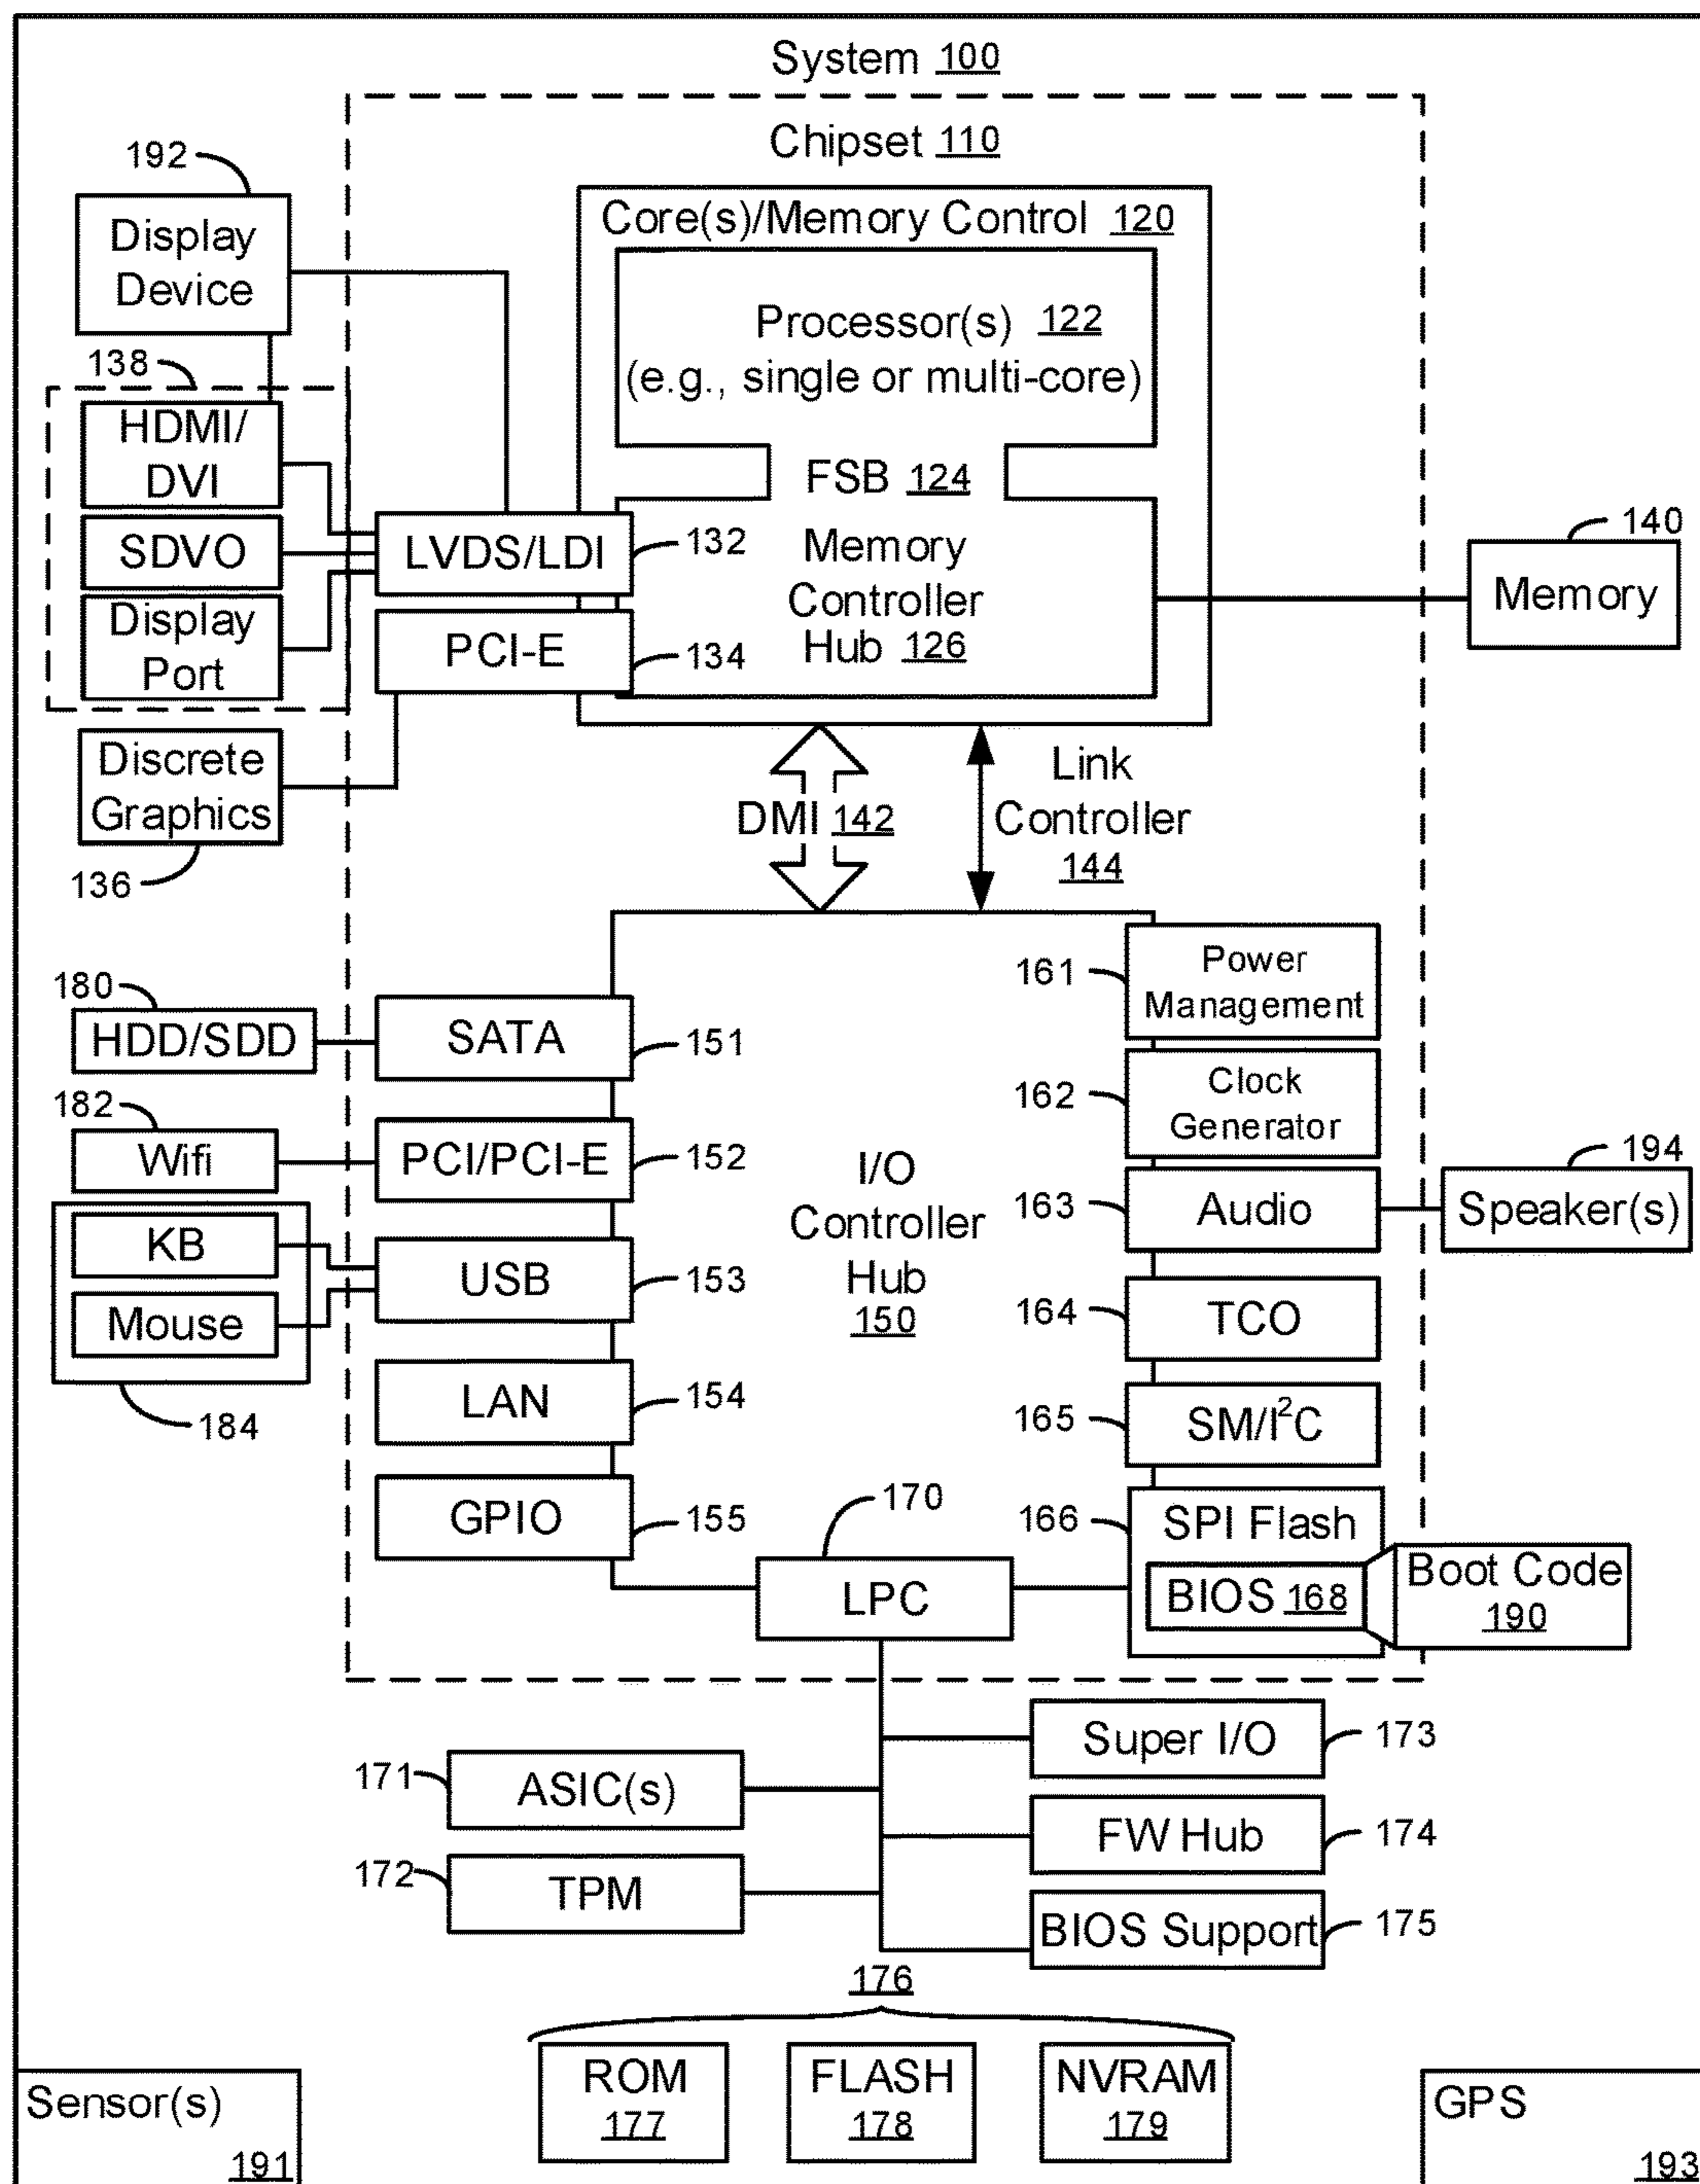 System 100
Chipset 110
192
Display
Device
Core(s)/Memory Control 120
Processor(s) 122
(e.g., single or multi-core)
138
HDMI/
DVI
SDVO
Display
Port
FSB 124
LVDS/LDI
132
Memory
Controller
Hub 126
PCI-E
134
140
Memory
Discrete
Graphics
136
DMI 142
Link
Controller
144
180
HDD/SDD
SATA
151
161
Power
Management
162
Clock
Generator
182
Wifi
PCI/PCI-E
152
I/O
Controller
Hub
150
163
Audio
194
Speaker(s)
KB
Mouse
184
USB
153
164
TCO
LAN
154
165
SM/I²C
GPIO
155
170
LPC
166
SPI Flash
BIOS 168
Boot Code
190
171
ASIC(s)
172
TPM
Super I/O
173
FW Hub
174
BIOS Support
175
176
ROM
177
FLASH
178
NVRAM
179
Sensor(s)
191
GPS
193